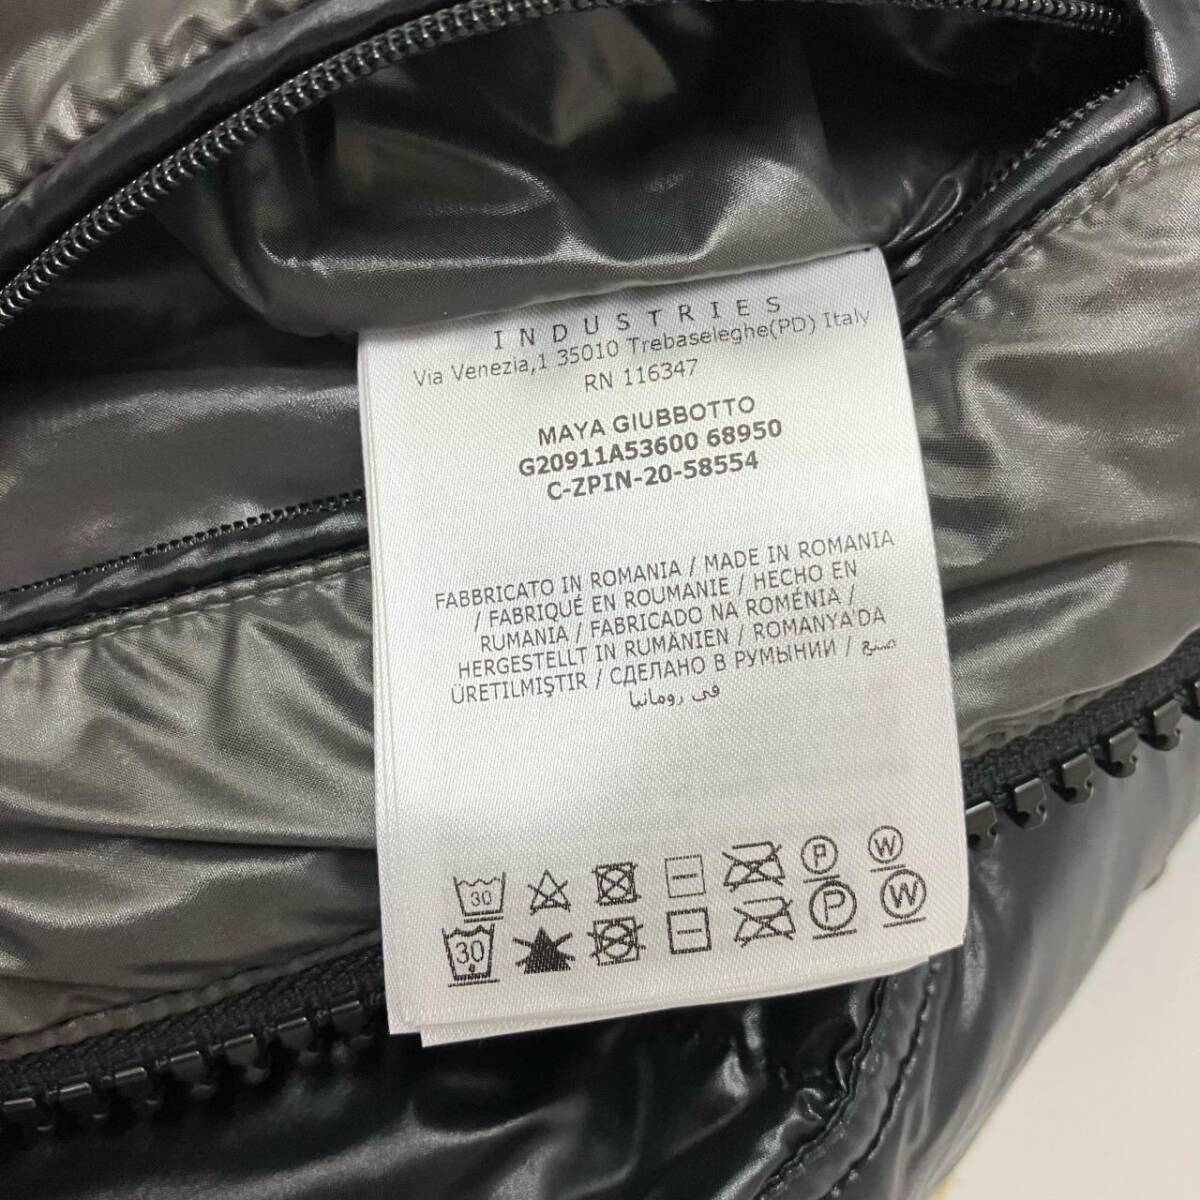 INDUSTRIES
Via Venezia,1 35010 Trebaseleghe(PD) Italy
RN 116347
MAYA GIUBBOTTO
G20911A53600 68950
C-ZPIN-20-58554
FABBRICATO IN ROMANIA / MADE IN ROMANIA
/ FABRIQUÉ EN ROUMANIE / HECHO EN
RUMANIA / FABRICADO NA ROMÉNIA /
HERGESTELLT IN RUMÄNIEN / ROMANYA'DA
ÜRETILMIŞTIR / СДЕЛАНО В РУМЫНИИ / صنع
في رومانيا
30 P W
30 P W